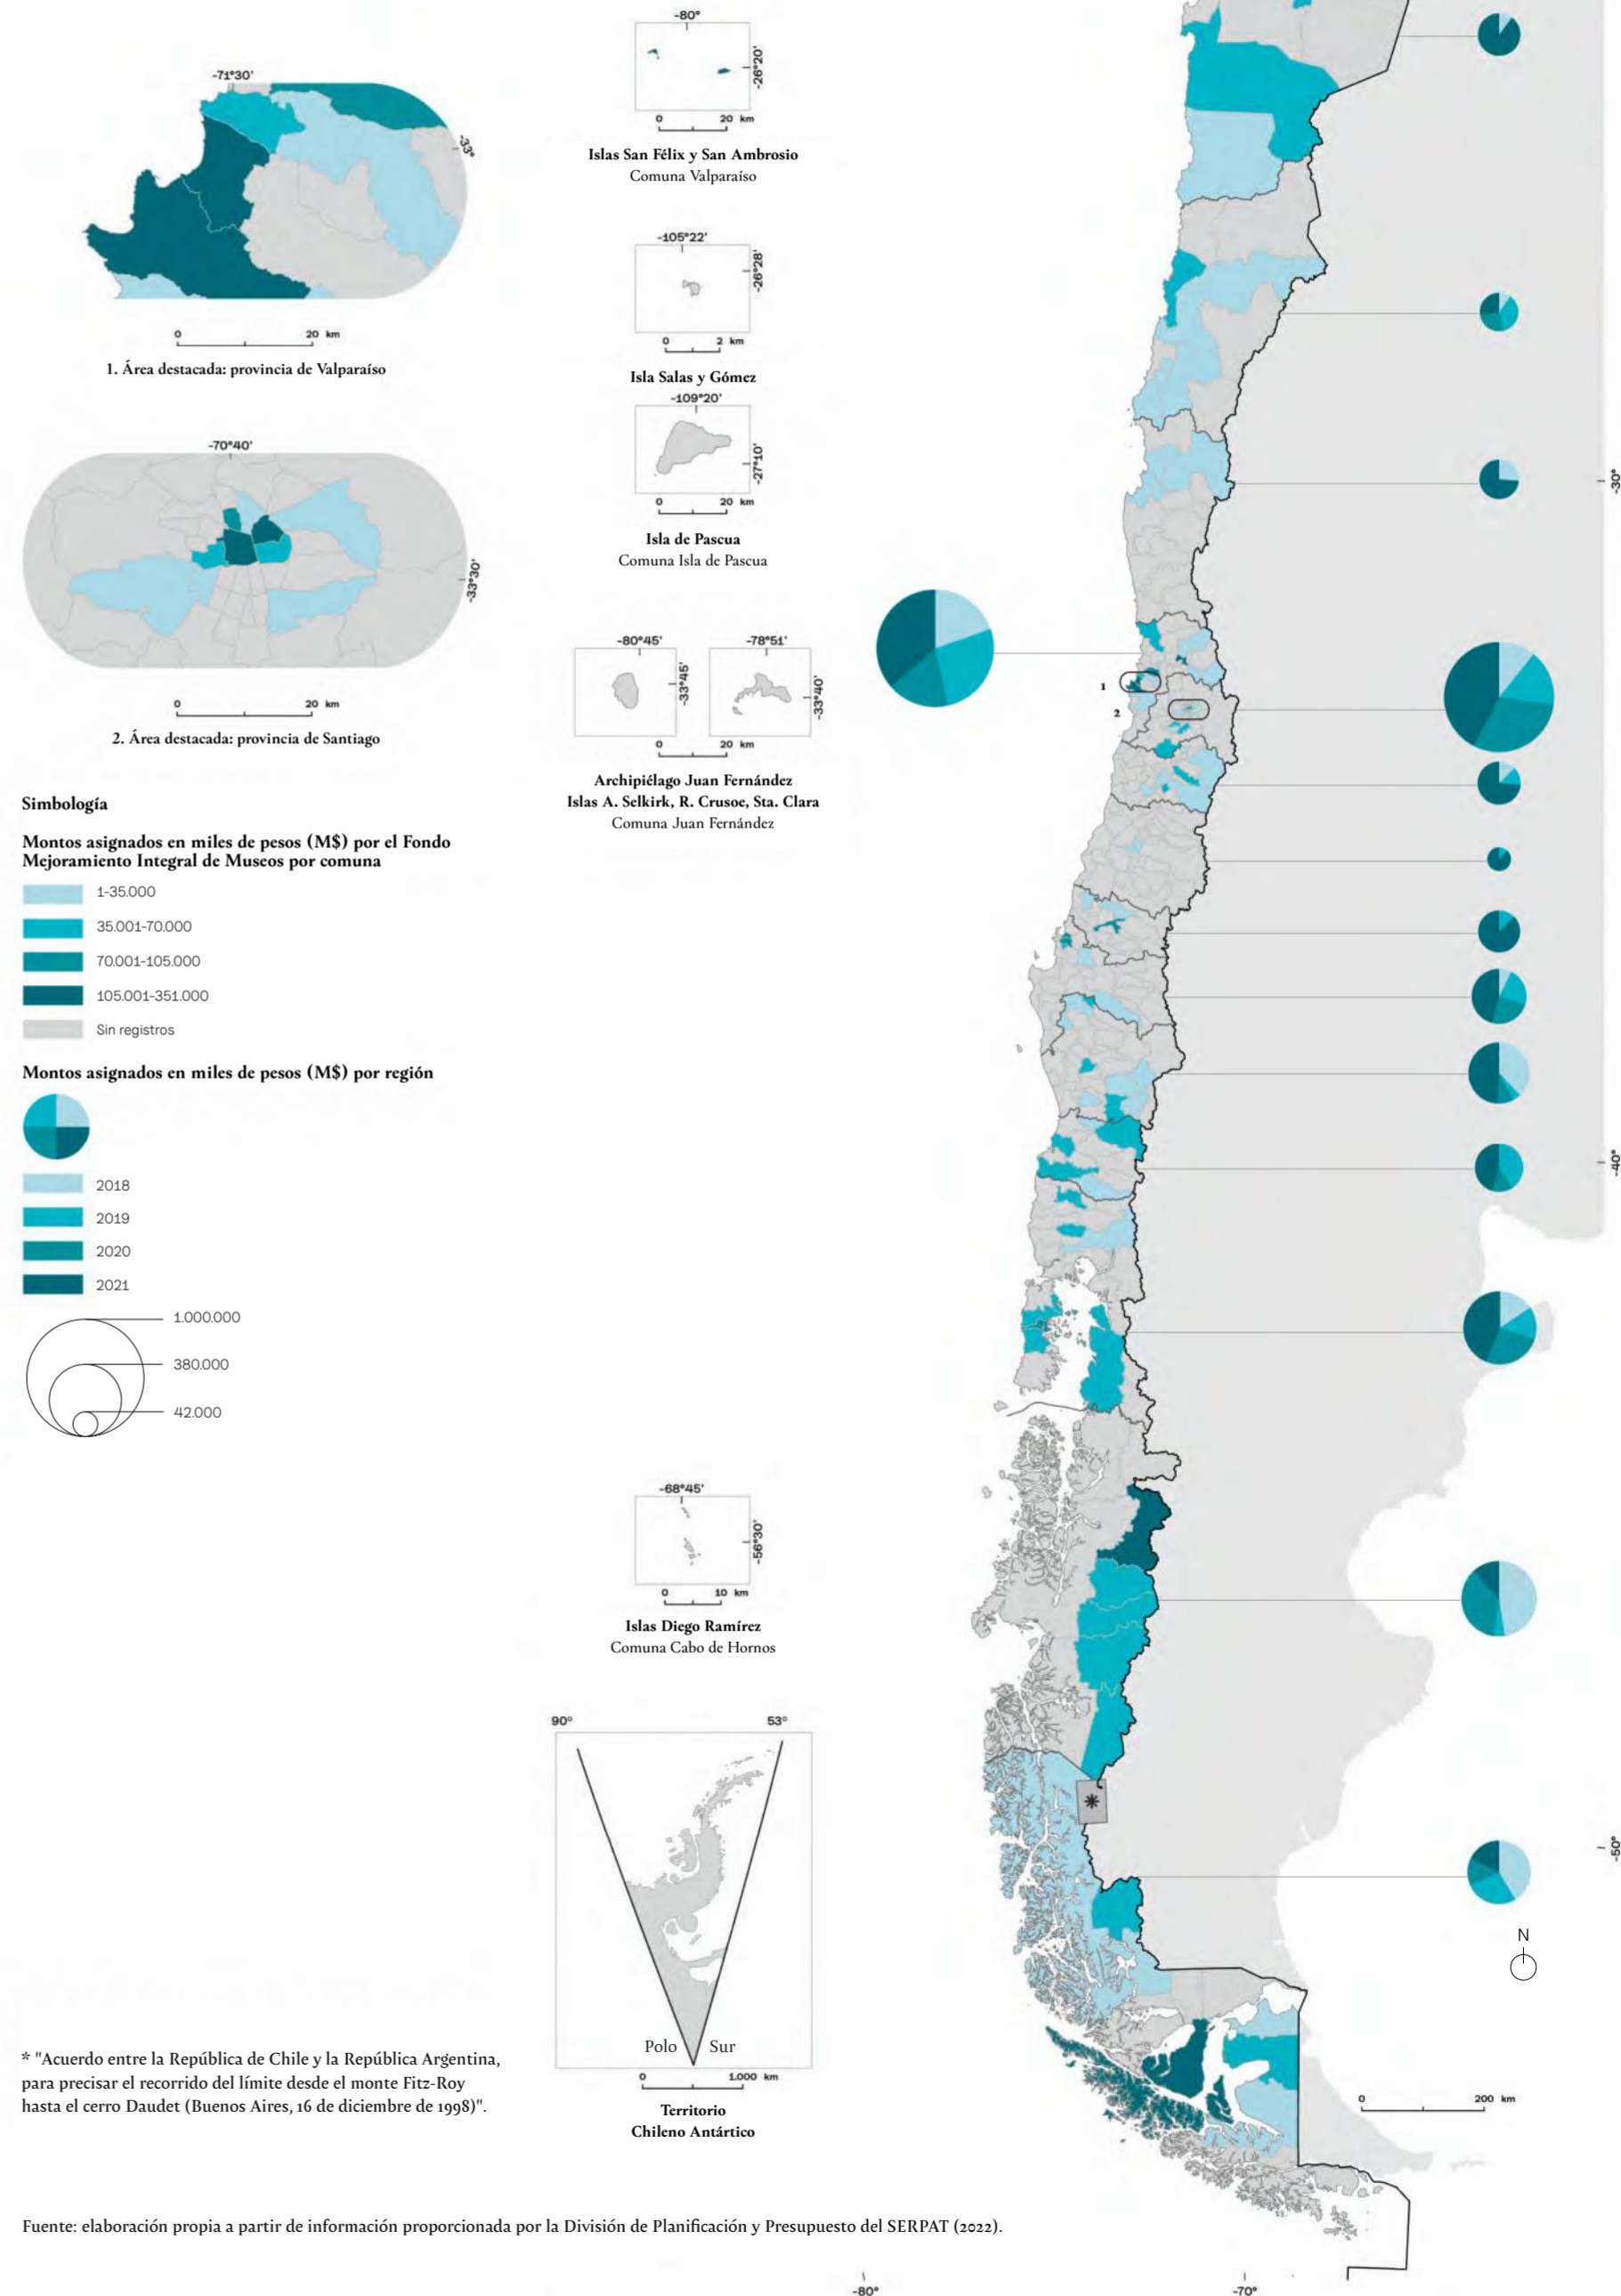 -71°30'
-33°
0 20 km
1. Área destacada: provincia de Valparaíso
-70°40'
-33°30'
0 20 km
2. Área destacada: provincia de Santiago
Simbología
Montos asignados en miles de pesos (M$) por el Fondo
Mejoramiento Integral de Museos por comuna
1-35.000
35.001-70.000
70.001-105.000
105.001-351.000
Sin registros
Montos asignados en miles de pesos (M$) por región
2018
2019
2020
2021
1.000.000
380.000
42.000
-80°
-26°20'
0 20 km
Islas San Félix y San Ambrosio
Comuna Valparaíso
-105°22'
-26°28'
0 2 km
Isla Salas y Gómez
-109°20'
-27°10'
0 20 km
Isla de Pascua
Comuna Isla de Pascua
-80°45'
-33°45'
-78°51'
-33°40'
0 20 km
Archipiélago Juan Fernández
Islas A. Selkirk, R. Crusoe, Sta. Clara
Comuna Juan Fernández
-68°45'
-56°30'
0 10 km
Islas Diego Ramírez
Comuna Cabo de Hornos
90° 53°
Polo Sur
0 1.000 km
Territorio
Chileno Antártico
1
2
*
-30°
-40°
-50°
N
0 200 km
* "Acuerdo entre la República de Chile y la República Argentina,
para precisar el recorrido del límite desde el monte Fitz-Roy
hasta el cerro Daudet (Buenos Aires, 16 de diciembre de 1998)".
Fuente: elaboración propia a partir de información proporcionada por la División de Planificación y Presupuesto del SERPAT (2022).
-80° -70°